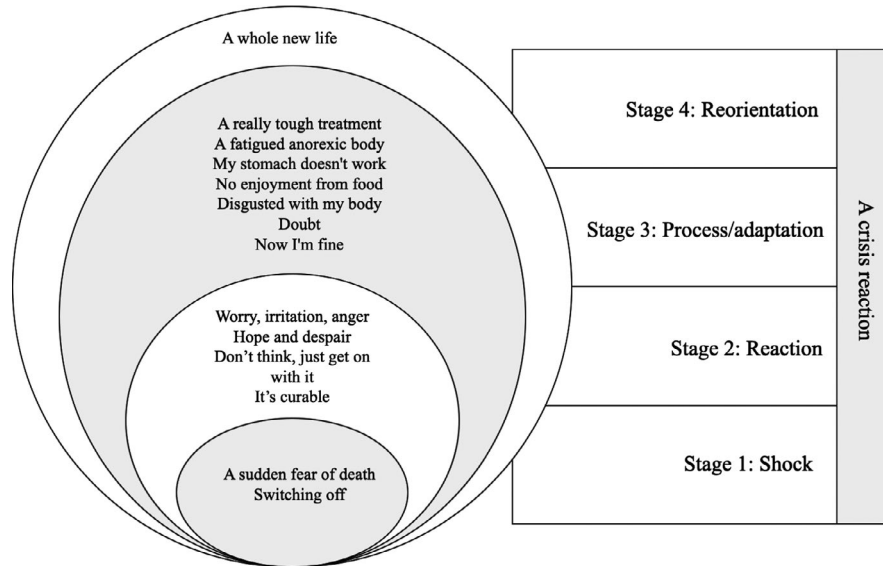 A whole new life
A really tough treatment
A fatigued anorexic body
My stomach doesn't work
No enjoyment from food
Disgusted with my body
Doubt
Now I'm fine
Worry, irritation, anger
Hope and despair
Don’t think, just get on
with it
It’s curable
A sudden fear of death
Switching off
Stage 4: Reorientation
Stage 3: Process/adaptation
Stage 2: Reaction
Stage 1: Shock
A crisis reaction